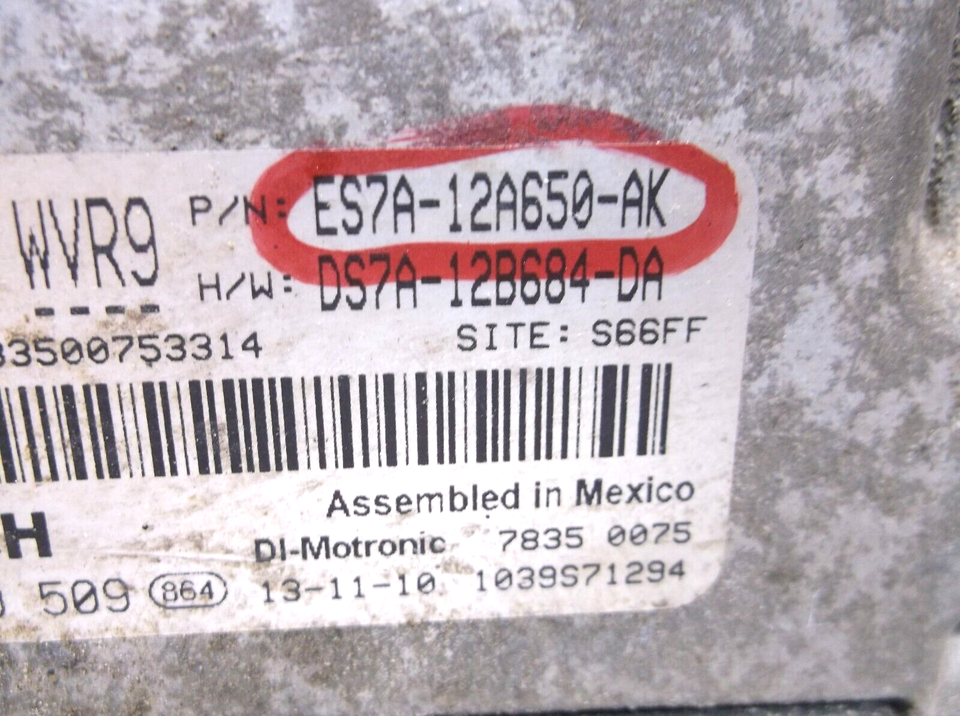 WVR9 P/N: ES7A-12A650-AK
H/W: DS7A-12B684-DA
33500753314 SITE: S66FF
Assembled in Mexico
H DI-Motronic 7835 0075
509 864 13-11-10 1039S71294